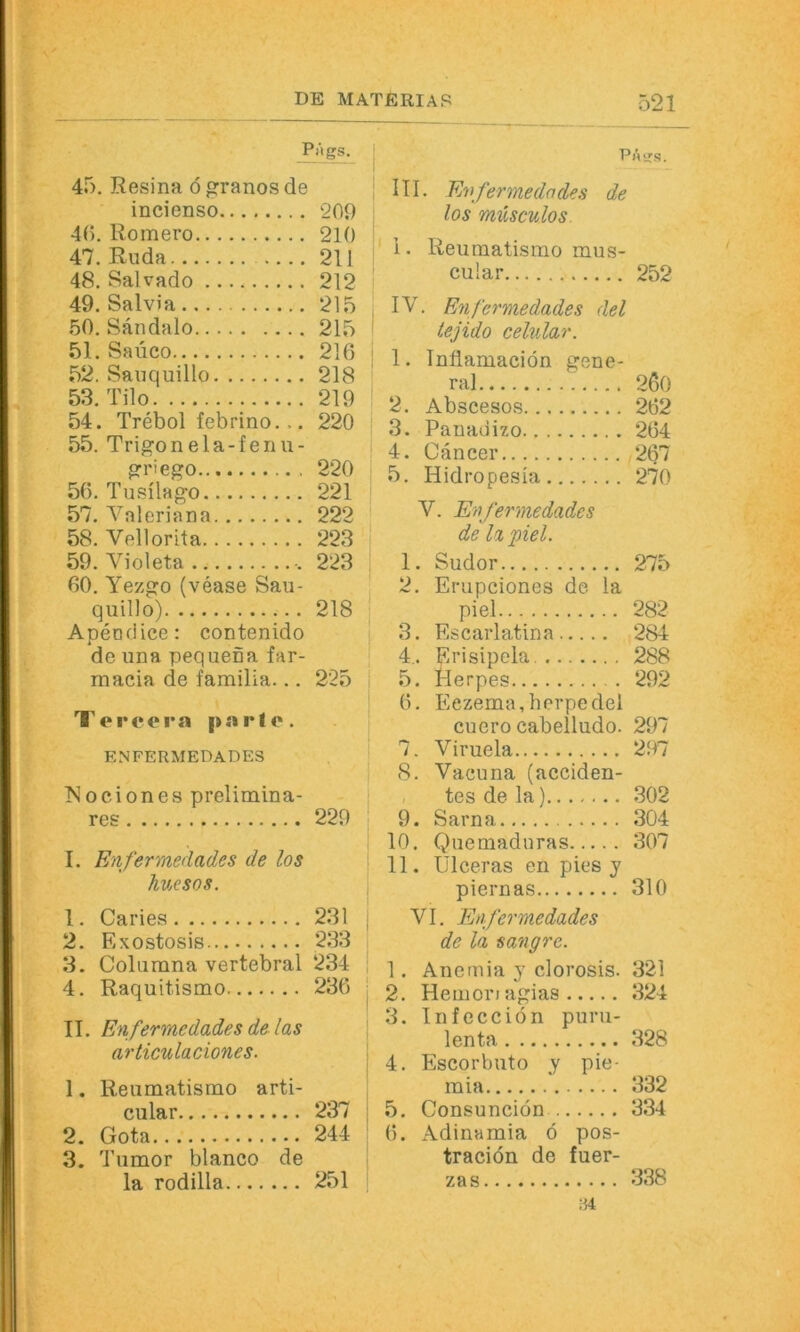 DE MATERIAS 521
Págs.
45. Resina ó granos de
incienso......... 209
46. Romero........... 210
47. Ruda............. 211
48. Salvado.......... 212
49. Salvia............ 215
50. Sándalo.......... 215
51. Saúco............. 216
52. Sauquillo......... 218
53. Tilo.............. 219
54. Trébol febrino... 220
55. Trigonela-fenu-
griego........... 220
56. Tusílago.......... 221
57. Valeriana......... 222
58. Vellorita.......... 223
59. Violeta........... 223
60. Yezgo (véase Sau-
quillo)............ 218
Apéndice: contenido
de una pequeña far-
macia de familia... 225
Tercera parte.
ENFERMEDADES
Nociones prelimina-
res............... 229
I. Enfermedades de los
huesos.
1. Caries............ 231
2. Exostosis.......... 233
3. Columna vertebral 234
4. Raquitismo........ 236
II. Enfermedades de las
articulaciones.
1. Reumatismo arti-
cular............ 237
2. Gota.............. 244
3. Tumor blanco de
la rodilla........ 251
Págs.
III. Enfermedades de
los músculos.
1. Reumatismo mus-
cular............ 252
IV. Enfermedades del
tejido celular.
1. Inflamación gene-
ral.............. 260
2. Abscesos.......... 262
3. Panadizo.......... 264
4. Cáncer............ 267
5. Hidropesía........ 270
V. Enfermedades
de la piel.
1. Sudor............ 275
2. Erupciones de la
piel............ 282
3. Escarlatina..... 284
4. Erisipela........ 288
5. Herpes.......... 292
6. Eczema, herpe del
cuero cabelludo. 297
7. Viruela.......... 297
8. Vacuna (acciden-
tes de la)........ 302
9. Sarna............ 304
10. Quemaduras..... 307
11. Ulceras en pies y
piernas......... 310
VI. Enfermedades
de la sangre.
1. Anemia y clorosis. 321
2. Hemorragias..... 324
3. Infección puru-
lenta........... 328
4. Escorbuto y pie-
mia............. 332
5. Consunción...... 334
6. Adinamia ó pos-
tración de fuer-
zas............. 338
34